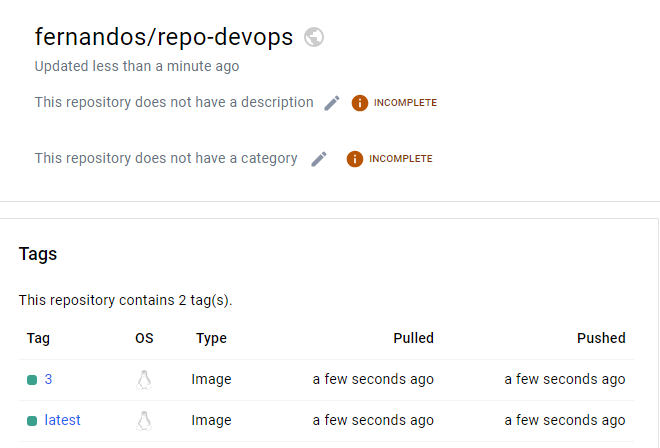 fernandos/repo-devops
Updated less than a minute ago
This repository does not have a description INCOMPLETE
This repository does not have a category INCOMPLETE
Tags
This repository contains 2 tag(s).
Tag OS Type Pulled Pushed
3 Image a few seconds ago a few seconds ago
latest Image a few seconds ago a few seconds ago